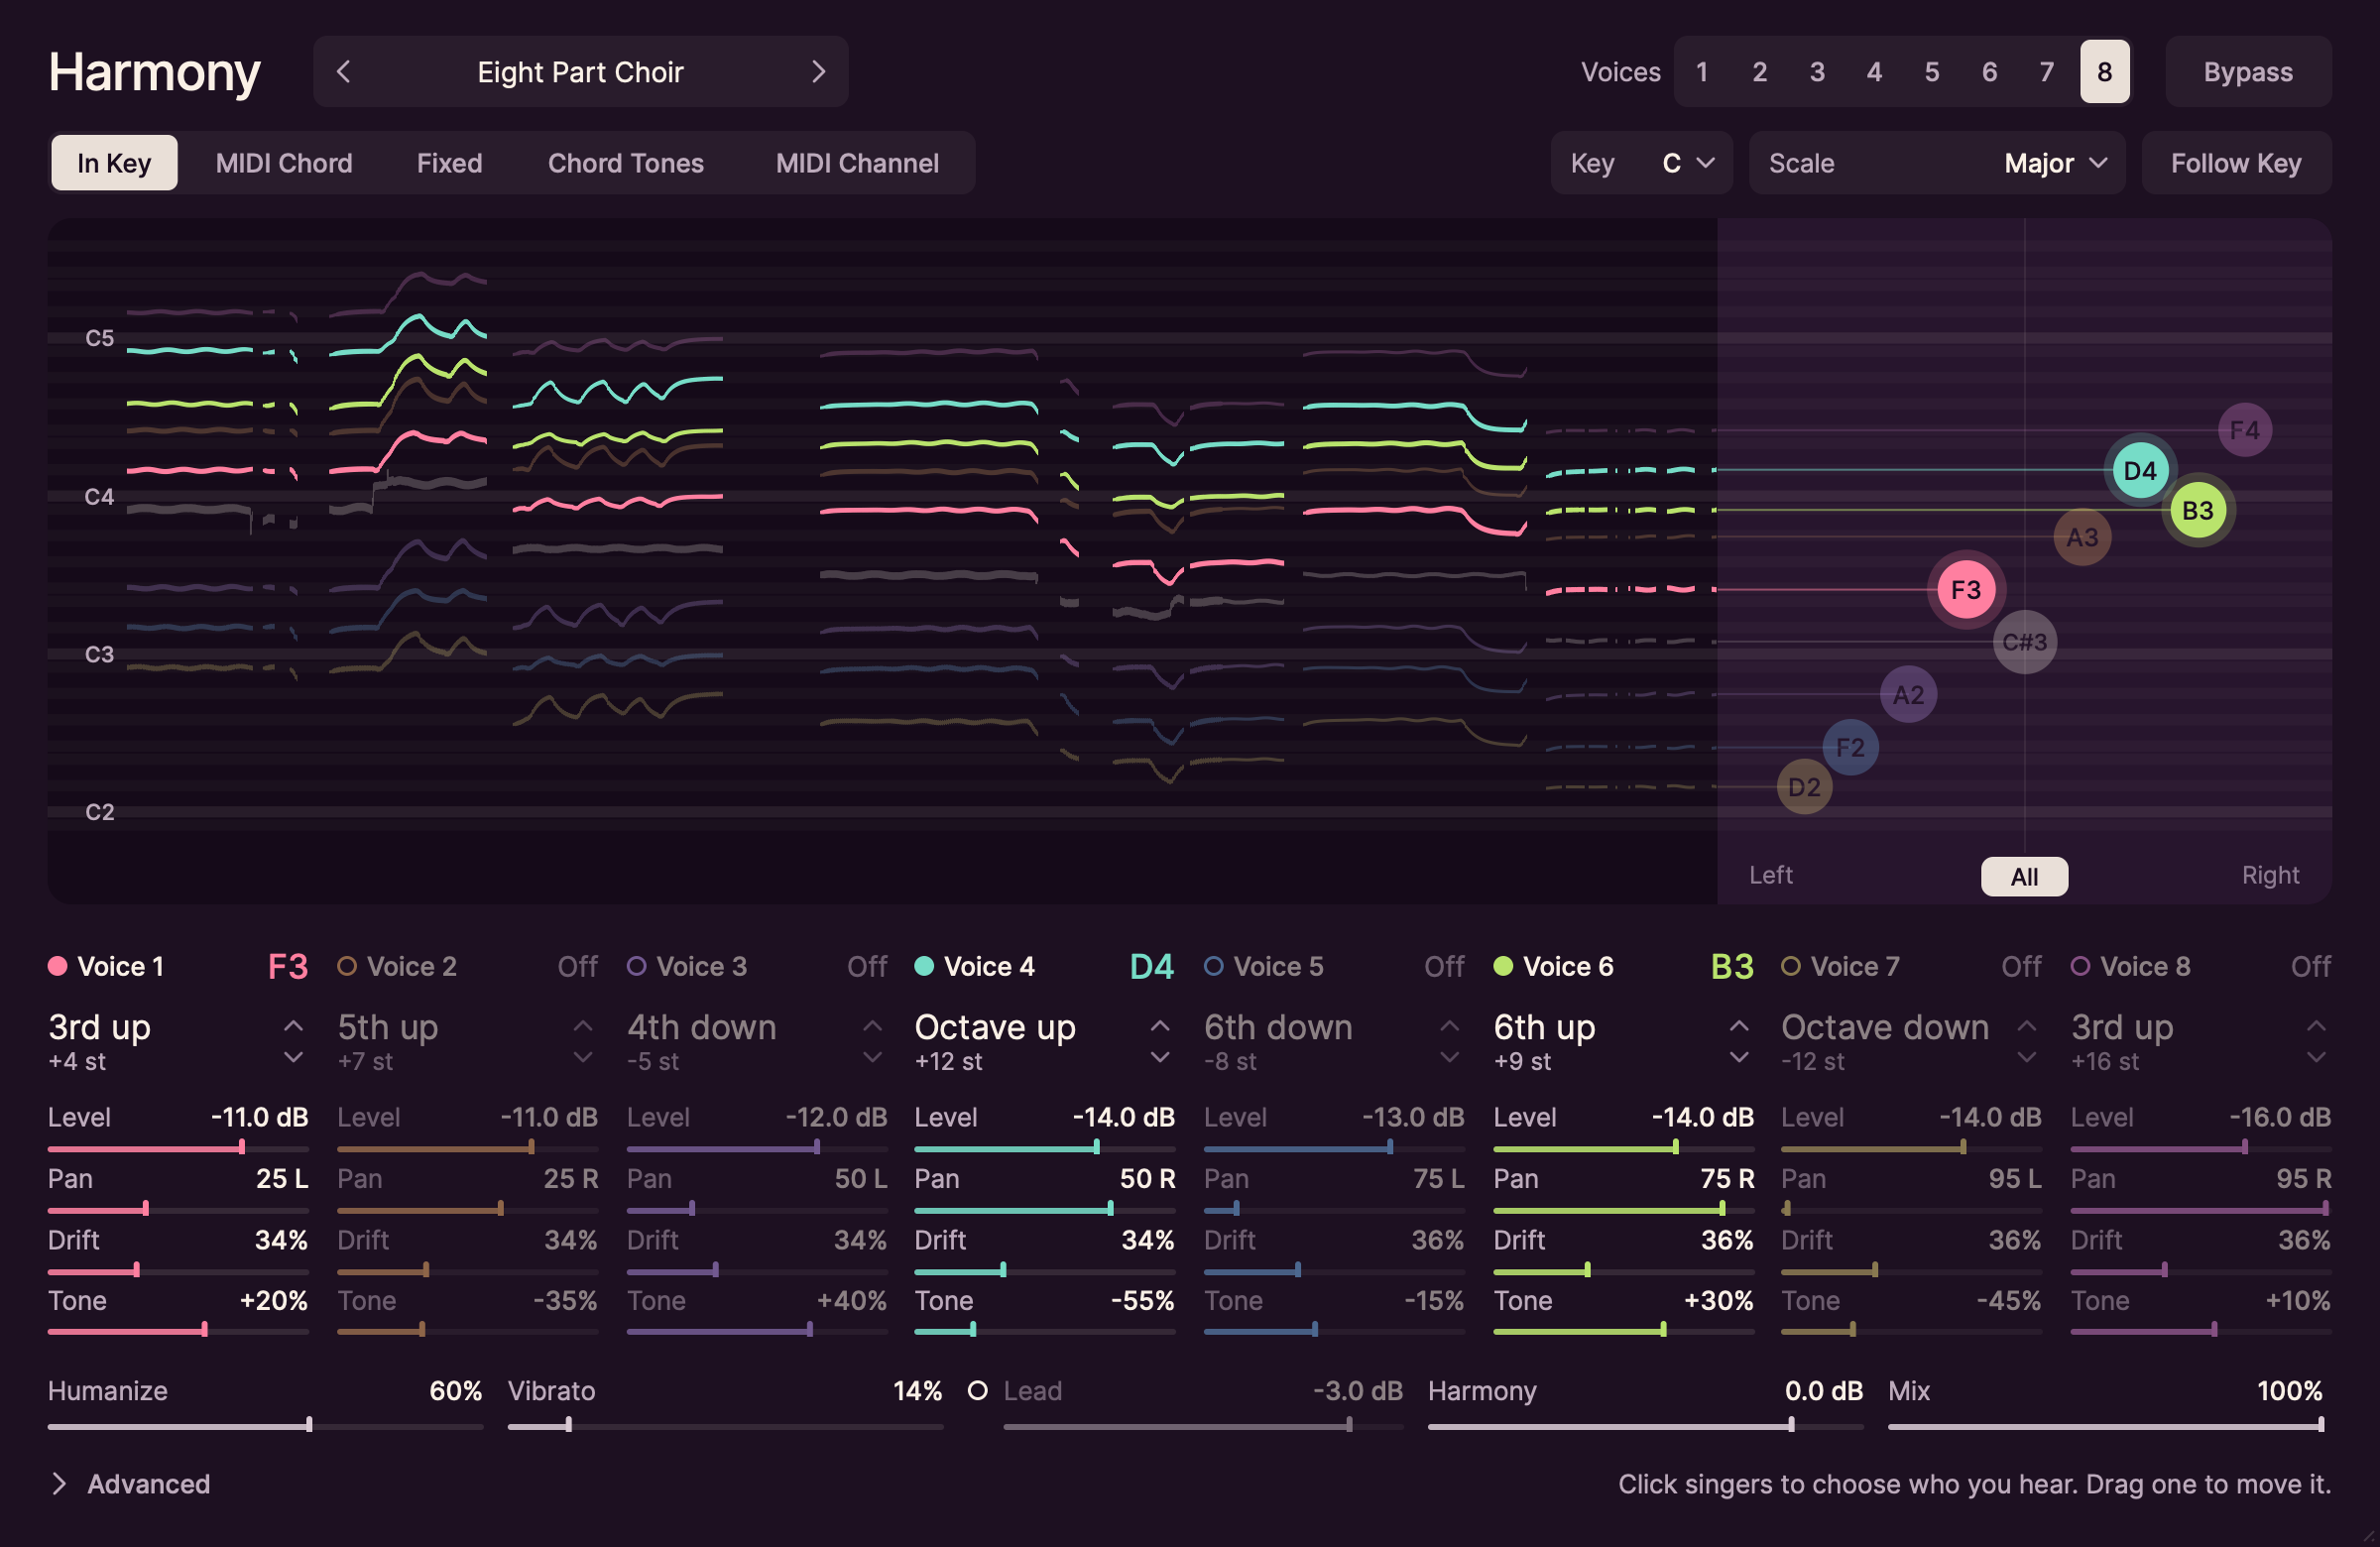 Harmony Eight Part Choir Voices 1 2 3 4 5 6 7 8 Bypass
In Key MIDI Chord Fixed Chord Tones MIDI Channel Key C Scale Major Follow Key
C5
F4
D4
C4
B3
A3
F3
C#3
C3
A2
F2
D2
C2
Left All Right
Voice 1 F3 Voice 2 Off Voice 3 Off Voice 4 D4 Voice 5 Off Voice 6 B3 Voice 7 Off Voice 8 Off
3rd up 5th up 4th down Octave up 6th down 6th up Octave down 3rd up
+4 st +7 st -5 st +12 st -8 st +9 st -12 st +16 st
Level -11.0 dB Level -11.0 dB Level -12.0 dB Level -14.0 dB Level -13.0 dB Level -14.0 dB Level -14.0 dB Level -16.0 dB
Pan 25 L Pan 25 R Pan 50 L Pan 50 R Pan 75 L Pan 75 R Pan 95 L Pan 95 R
Drift 34% Drift 34% Drift 34% Drift 34% Drift 36% Drift 36% Drift 36% Drift 36%
Tone +20% Tone -35% Tone +40% Tone -55% Tone -15% Tone +30% Tone -45% Tone +10%
Humanize 60% Vibrato 14% Lead -3.0 dB Harmony 0.0 dB Mix 100%
Advanced Click singers to choose who you hear. Drag one to move it.